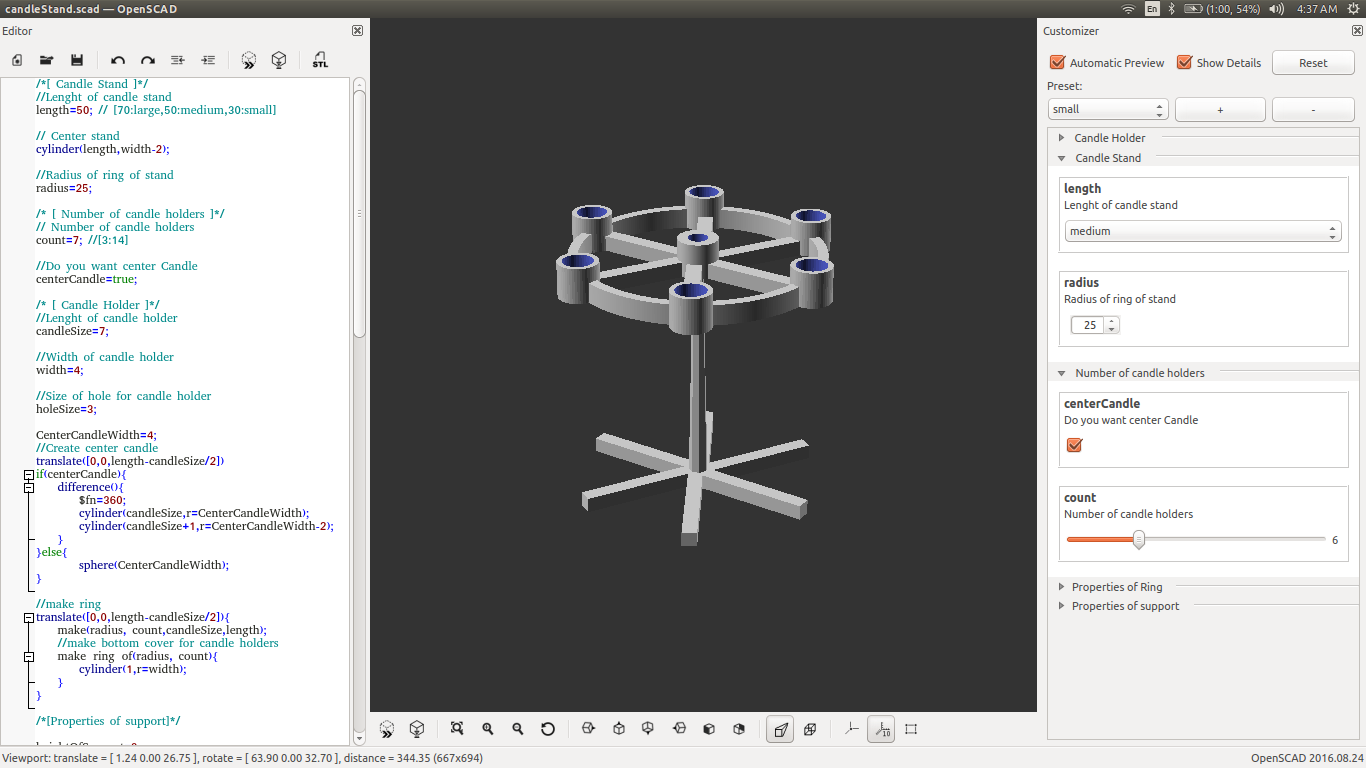 candleStand.scad — OpenSCAD
En
(1:00, 54%)
4:37 AM
Editor
STL
/*[ Candle Stand ]*/
//Lenght of candle stand
length=50; // [70:large,50:medium,30:small]
// Center stand
cylinder(length,width-2);
//Radius of ring of stand
radius=25;
/* [ Number of candle holders ]*/
// Number of candle holders
count=7; //[3:14]
//Do you want center Candle
centerCandle=true;
/* [ Candle Holder ]*/
//Lenght of candle holder
candleSize=7;
//Width of candle holder
width=4;
//Size of hole for candle holder
holeSize=3;
CenterCandleWidth=4;
//Create center candle
translate([0,0,length-candleSize/2])
if(centerCandle){
difference(){
$fn=360;
cylinder(candleSize,r=CenterCandleWidth);
cylinder(candleSize+1,r=CenterCandleWidth-2);
}
}else{
sphere(CenterCandleWidth);
}
//make ring
translate([0,0,length-candleSize/2]){
make(radius, count,candleSize,length);
//make bottom cover for candle holders
make ring of(radius, count){
cylinder(1,r=width);
}
}
/*[Properties of support]*/
10
Customizer
Automatic Preview
Show Details
Reset
Preset:
small
+
-
Candle Holder
Candle Stand
length
Lenght of candle stand
medium
radius
Radius of ring of stand
25
Number of candle holders
centerCandle
Do you want center Candle
count
Number of candle holders
6
Properties of Ring
Properties of support
Viewport: translate = [ 1.24 0.00 26.75 ], rotate = [ 63.90 0.00 32.70 ], distance = 344.35 (667x694)
OpenSCAD 2016.08.24